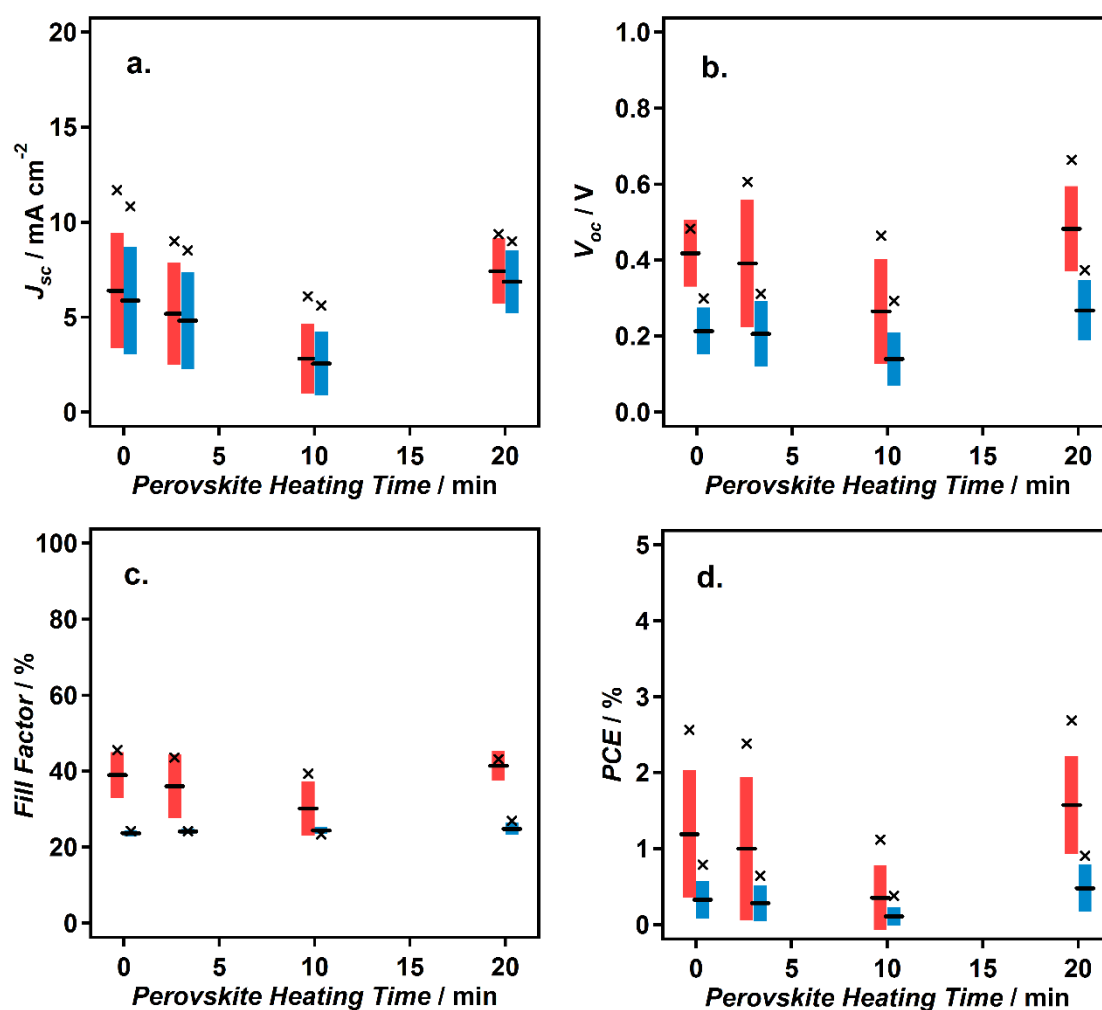 a.
J_sc / mA cm^-2
20
15
10
5
0
0 5 10 15 20
Perovskite Heating Time / min
b.
V_oc / V
1.0
0.8
0.6
0.4
0.2
0.0
0 5 10 15 20
Perovskite Heating Time / min
c.
Fill Factor / %
100
80
60
40
20
0
0 5 10 15 20
Perovskite Heating Time / min
d.
PCE / %
5
4
3
2
1
0
0 5 10 15 20
Perovskite Heating Time / min